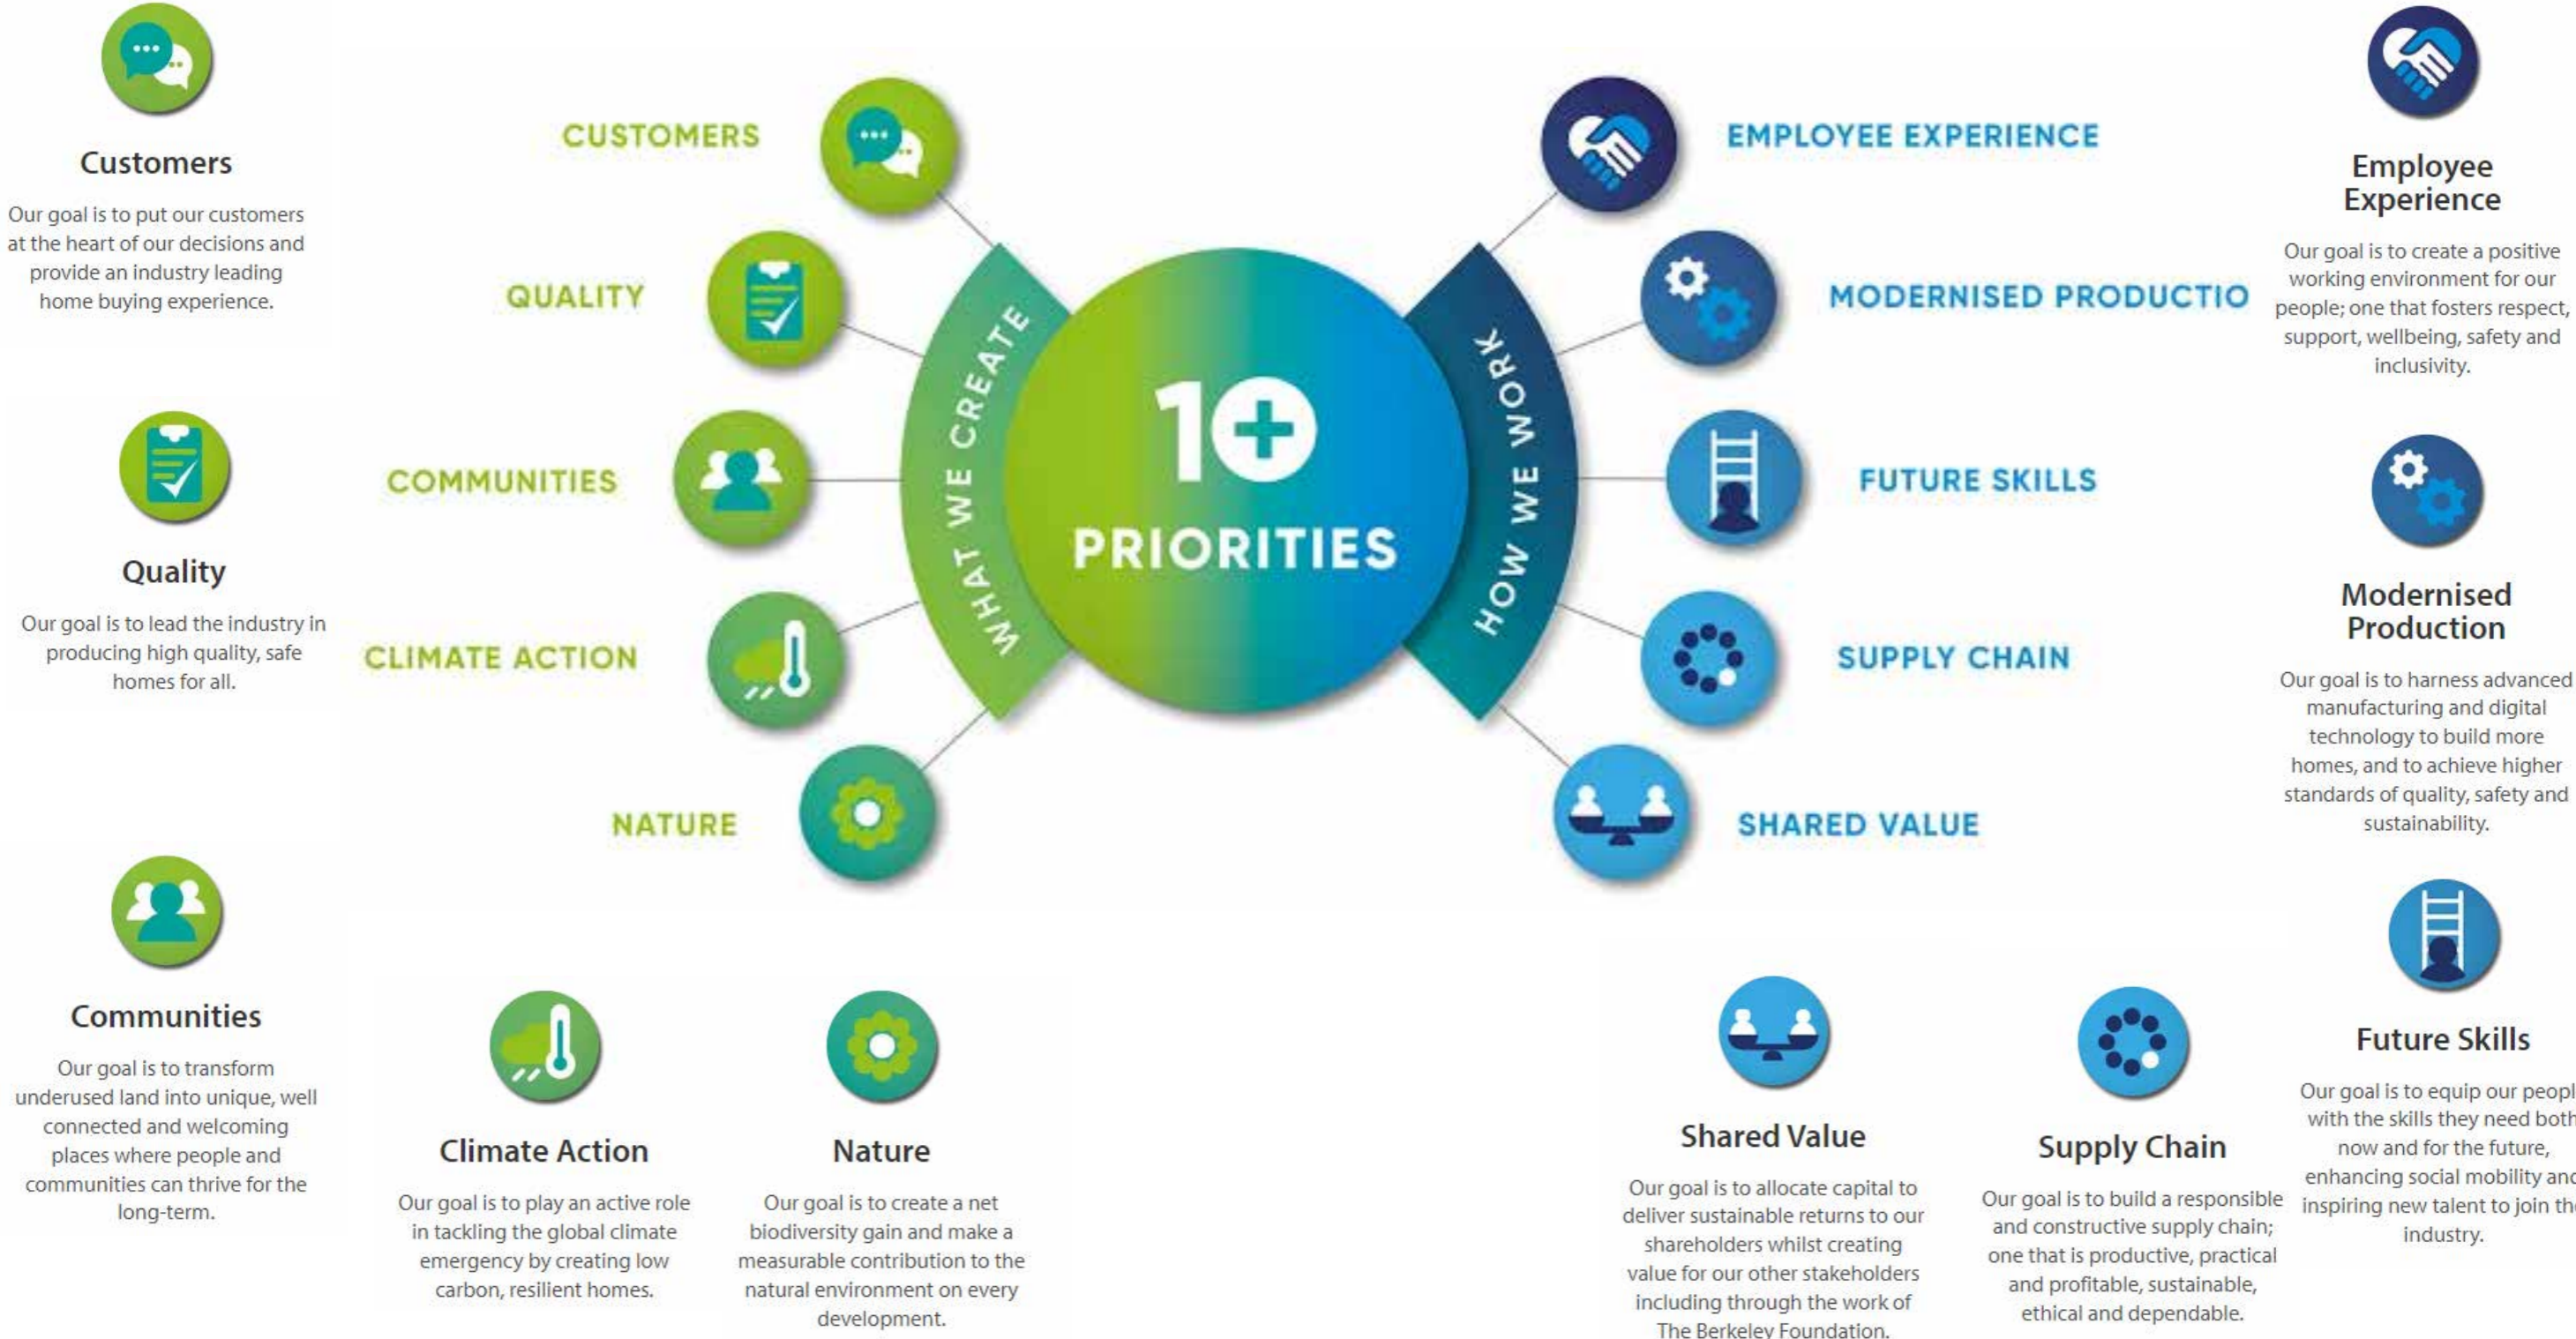 Customers
Our goal is to put our customers
at the heart of our decisions and
provide an industry leading
home buying experience.
Quality
Our goal is to lead the industry in
producing high quality, safe
homes for all.
Communities
Our goal is to transform
underused land into unique, well
connected and welcoming
places where people and
communities can thrive for the
long-term.
CUSTOMERS
QUALITY
COMMUNITIES
CLIMATE ACTION
NATURE
WHAT WE CREATE
1+
PRIORITIES
HOW WE WORK
EMPLOYEE EXPERIENCE
MODERNISED PRODUCTIO
FUTURE SKILLS
SUPPLY CHAIN
SHARED VALUE
Climate Action
Our goal is to play an active role
in tackling the global climate
emergency by creating low
carbon, resilient homes.
Nature
Our goal is to create a net
biodiversity gain and make a
measurable contribution to the
natural environment on every
development.
Shared Value
Our goal is to allocate capital to
deliver sustainable returns to our
shareholders whilst creating
value for our other stakeholders
including through the work of
The Berkeley Foundation.
Supply Chain
Our goal is to build a responsible
and constructive supply chain;
one that is productive, practical
and profitable, sustainable,
ethical and dependable.
Employee
Experience
Our goal is to create a positive
working environment for our
people; one that fosters respect,
support, wellbeing, safety and
inclusivity.
Modernised
Production
Our goal is to harness advanced
manufacturing and digital
technology to build more
homes, and to achieve higher
standards of quality, safety and
sustainability.
Future Skills
Our goal is to equip our peopl
with the skills they need both
now and for the future,
enhancing social mobility and
inspiring new talent to join the
industry.